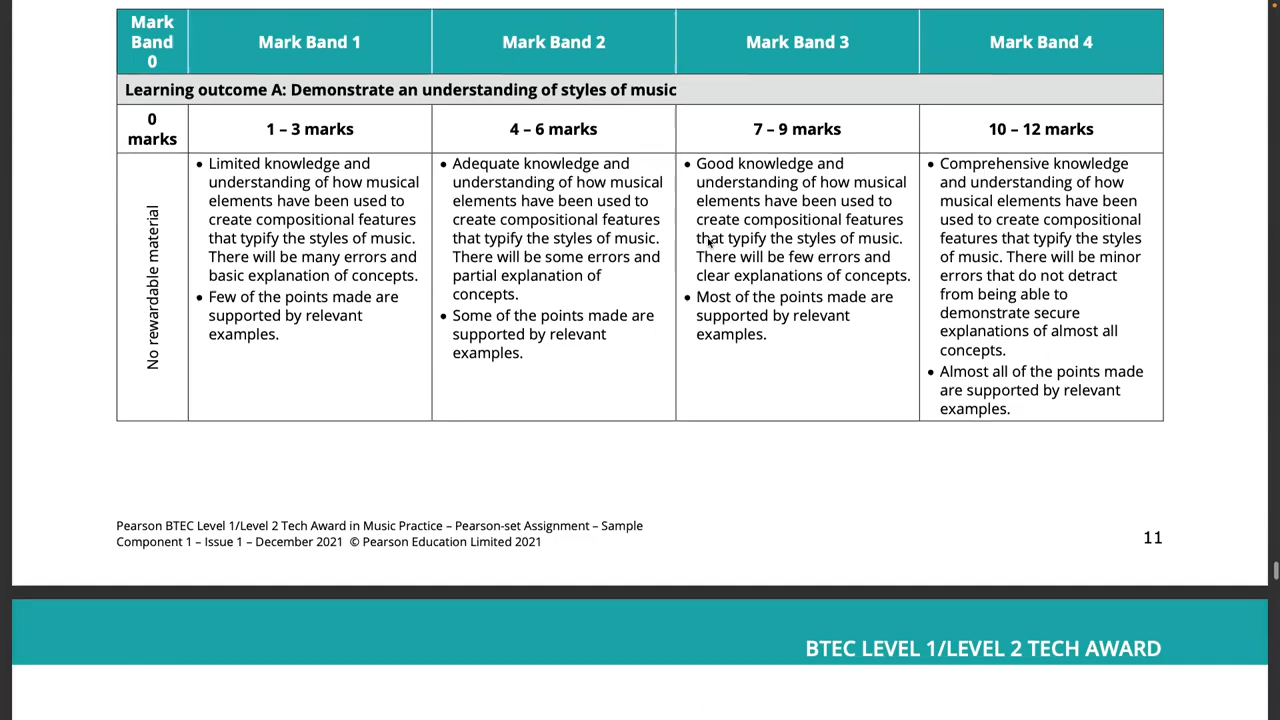 Mark
Band
0
Mark Band 1
Mark Band 2
Mark Band 3
Mark Band 4
Learning outcome A: Demonstrate an understanding of styles of music
0
marks
1 – 3 marks
4 – 6 marks
7 – 9 marks
10 – 12 marks
No rewardable material
• Limited knowledge and
understanding of how musical
elements have been used to
create compositional features
that typify the styles of music.
There will be many errors and
basic explanation of concepts.
• Few of the points made are
supported by relevant
examples.
• Adequate knowledge and
understanding of how musical
elements have been used to
create compositional features
that typify the styles of music.
There will be some errors and
partial explanation of
concepts.
• Some of the points made are
supported by relevant
examples.
• Good knowledge and
understanding of how musical
elements have been used to
create compositional features
that typify the styles of music.
There will be few errors and
clear explanations of concepts.
• Most of the points made are
supported by relevant
examples.
• Comprehensive knowledge
and understanding of how
musical elements have been
used to create compositional
features that typify the styles
of music. There will be minor
errors that do not detract
from being able to
demonstrate secure
explanations of almost all
concepts.
• Almost all of the points made
are supported by relevant
examples.
Pearson BTEC Level 1/Level 2 Tech Award in Music Practice – Pearson-set Assignment – Sample
Component 1 – Issue 1 – December 2021 © Pearson Education Limited 2021
11
BTEC LEVEL 1/LEVEL 2 TECH AWARD